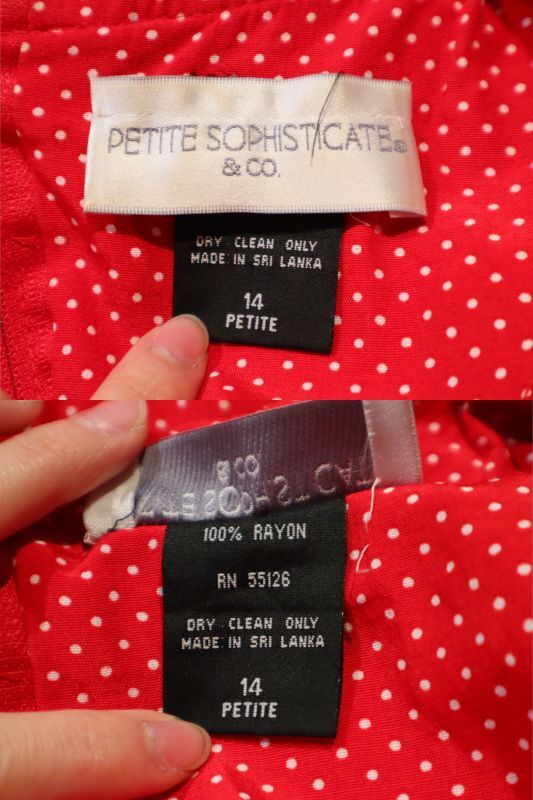 PETITE SOPHISTICATE®
& CO.
DRY CLEAN ONLY
MADE IN SRI LANKA
14
PETITE
100% RAYON
RN 55126
DRY CLEAN ONLY
MADE IN SRI LANKA
14
PETITE